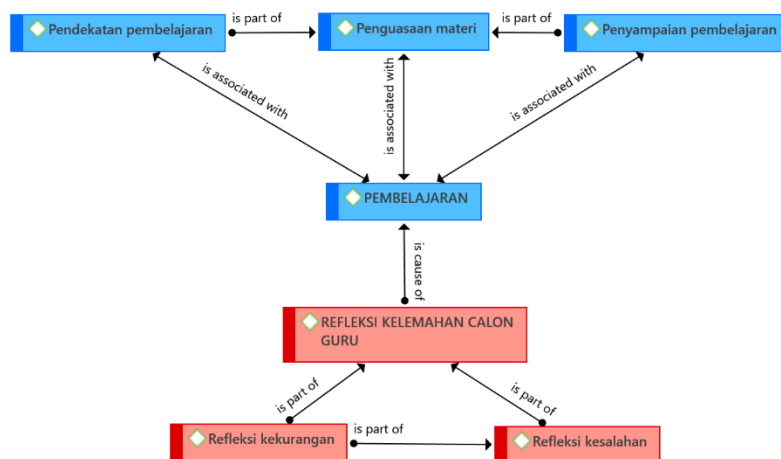 Pendekatan pembelajaran
is part of
Penguasaan materi
is part of
Penyampaian pembelajaran
is associated with
is associated with
is associated with
PEMBELAJARAN
is cause of
REFLEKSI KELEMAHAN CALON
GURU
is part of
is part of
Refleksi kekurangan
is part of
Refleksi kesalahan